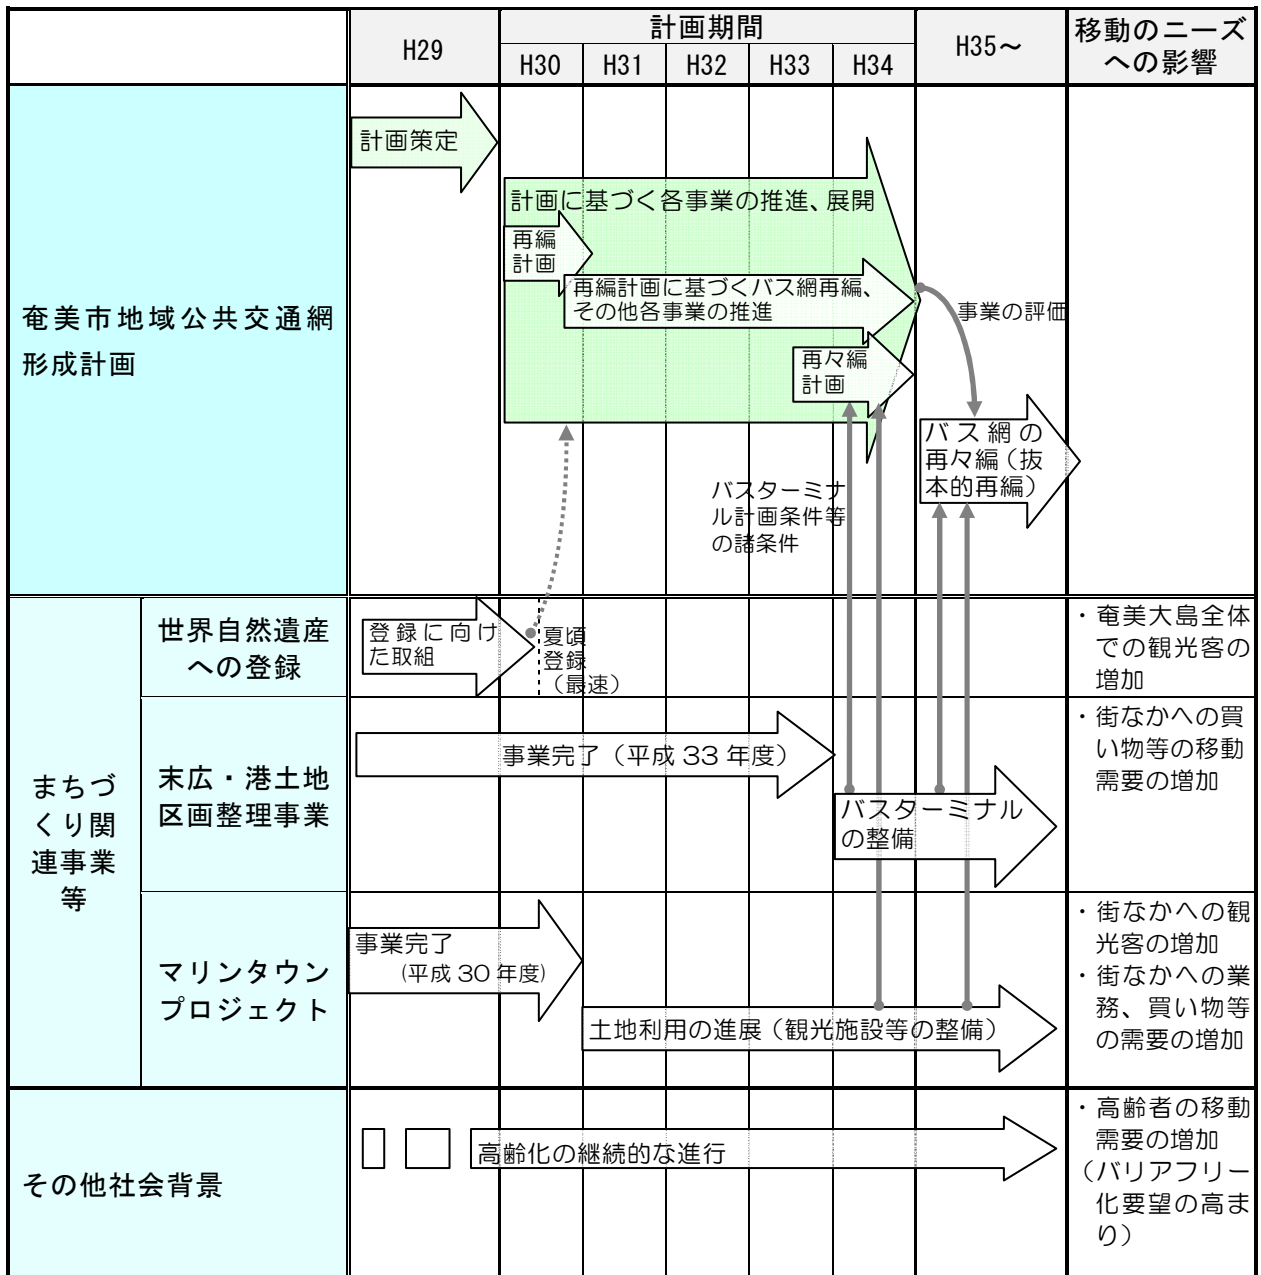 H29
計画期間
H30
H31
H32
H33
H34
H35～
移動のニーズ
への影響
奄美市地域公共交通網
形成計画
計画策定
計画に基づく各事業の推進、展開
再編
計画
再編計画に基づくバス網再編、
その他各事業の推進
再々編
計画
事業の評価
バス網の
再々編（抜
本的再編）
バスターミナ
ル計画条件等
の諸条件
まちづ
くり関
連事業
等
世界自然遺産
への登録
登録に向け
た取組
夏頃
登録
（最速）
・奄美大島全体
での観光客の
増加
末広・港土地
区画整理事業
事業完了（平成 33 年度）
バスターミナル
の整備
・街なかへの買
い物等の移動
需要の増加
マリンタウン
プロジェクト
事業完了
(平成 30 年度)
土地利用の進展（観光施設等の整備）
・街なかへの観
光客の増加
・街なかへの業
務、買い物等
の需要の増加
その他社会背景
高齢化の継続的な進行
・高齢者の移動
需要の増加
（バリアフリー
化要望の高ま
り）